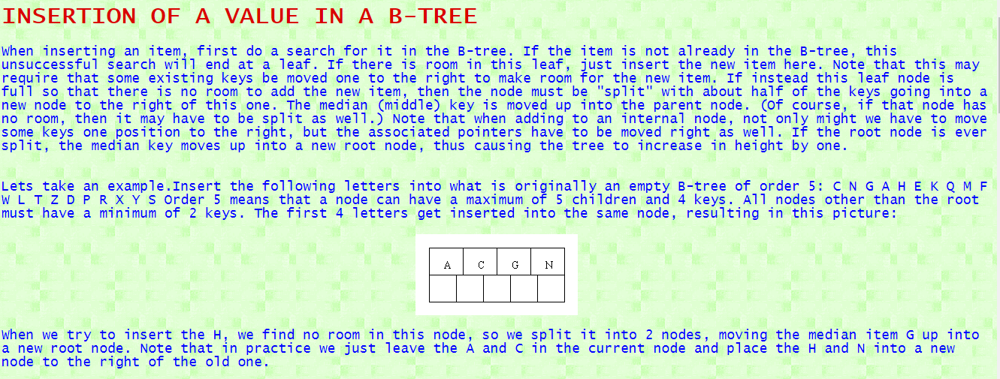 INSERTION OF A VALUE IN A B-TREE
When inserting an item, first do a search for it in the B-tree. If the item is not already in the B-tree, this
unsuccessful search will end at a leaf. If there is room in this leaf, just insert the new item here. Note that this may
require that some existing keys be moved one to the right to make room for the new item. If instead this leaf node is
full so that there is no room to add the new item, then the node must be "split" with about half of the keys going into a
new node to the right of this one. The median (middle) key is moved up into the parent node. (Of course, if that node has
no room, then it may have to be split as well.) Note that when adding to an internal node, not only might we have to move
some keys one position to the right, but the associated pointers have to be moved right as well. If the root node is ever
split, the median key moves up into a new root node, thus causing the tree to increase in height by one.
Lets take an example.Insert the following letters into what is originally an empty B-tree of order 5: C N G A H E K Q M F
W L T Z D P R X Y S Order 5 means that a node can have a maximum of 5 children and 4 keys. All nodes other than the root
must have a minimum of 2 keys. The first 4 letters get inserted into the same node, resulting in this picture:
A C G N
When we try to insert the H, we find no room in this node, so we split it into 2 nodes, moving the median item G up into
a new root node. Note that in practice we just leave the A and C in the current node and place the H and N into a new
node to the right of the old one.